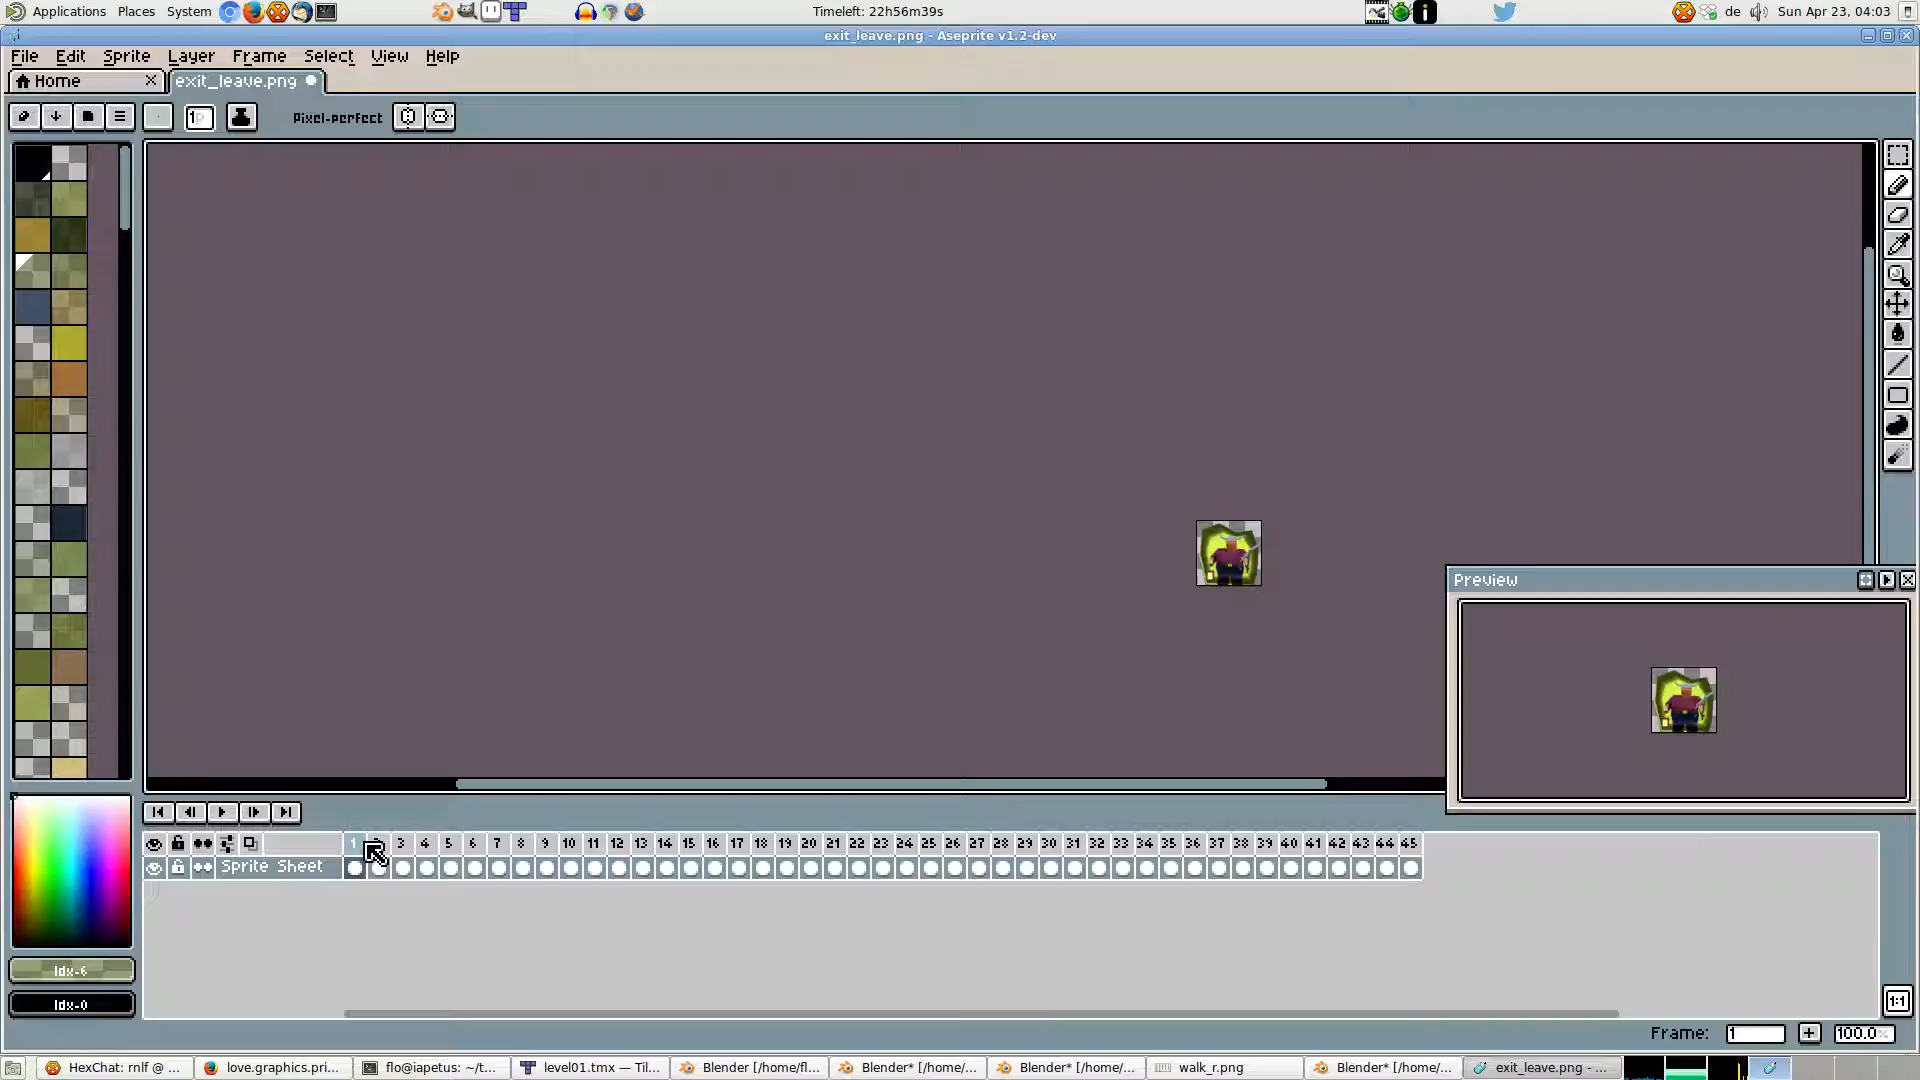 Applications Places System Timeleft: 22h56m39s de Sun Apr 23, 04:03
exit_leave.png - Aseprite v1.2-dev
File Edit Sprite Layer Frame Select View Help
Home exit_leave.png
Pixel-perfect
Preview
1 3 4 5 6 7 8 9 10 11 12 13 14 15 16 17 18 19 20 21 22 23 24 25 26 27 28 29 30 31 32 33 34 35 36 37 38 39 40 41 42 43 44 45
Sprite Sheet
Idx-6
Idx-0
1:1
Frame: 1 + 100.0
HexChat: rnlf @ ... love.graphics.pri... flo@iapetus: ~/t... level01.tmx — Til... Blender [/home/fl... Blender* [/home/... Blender* [/home/... walk_r.png Blender* [/home/... exit_leave.png - ...